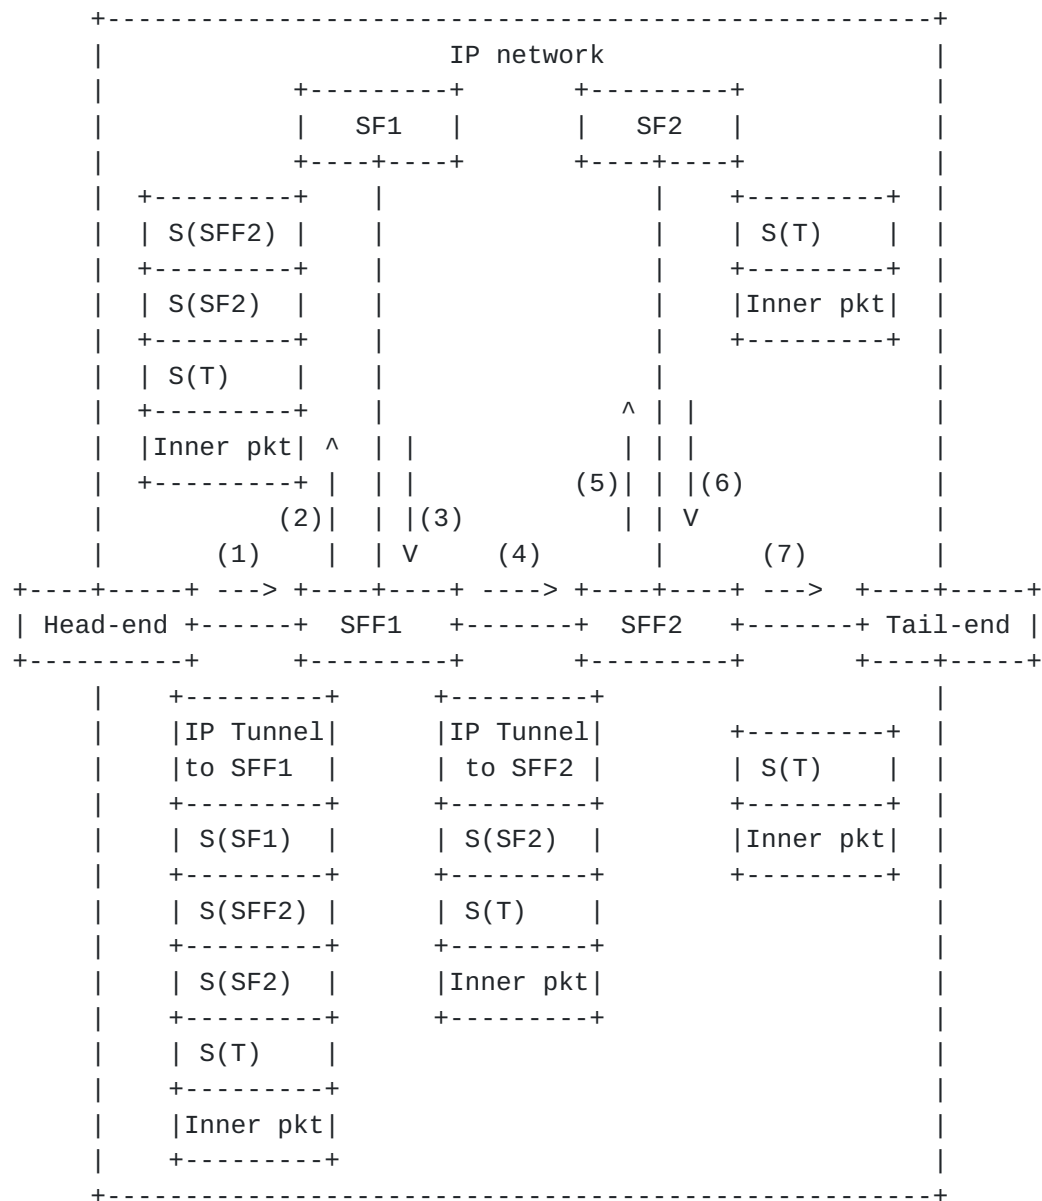 IP network
SF1 SF2
S(SFF2) S(T)
S(SF2) Inner pkt
S(T)
Inner pkt ^
^
(5) (6)
(2) (3) V
(1) V (4) (7)
---> ----> --->
Head-end SFF1 SFF2 Tail-end
IP Tunnel IP Tunnel
to SFF1 to SFF2 S(T)
S(SF1) S(SF2) Inner pkt
S(SFF2) S(T)
S(SF2) Inner pkt
S(T)
Inner pkt